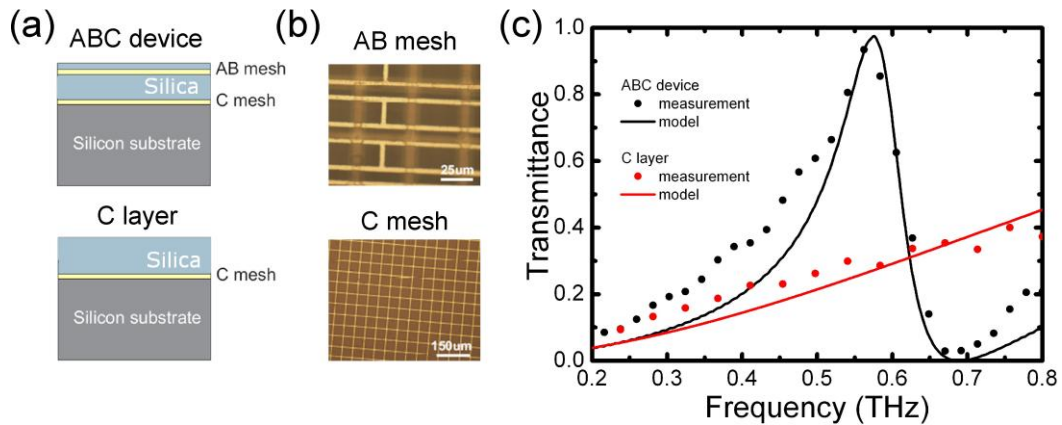 (a)
ABC device
AB mesh
Silica
C mesh
Silicon substrate
C layer
Silica
C mesh
Silicon substrate
(b)
AB mesh
25um
C mesh
150um
(c)
Transmittance
1.0
0.8
0.6
0.4
0.2
0.0
ABC device
measurement
model
C layer
measurement
model
0.2 0.3 0.4 0.5 0.6 0.7 0.8
Frequency (THz)